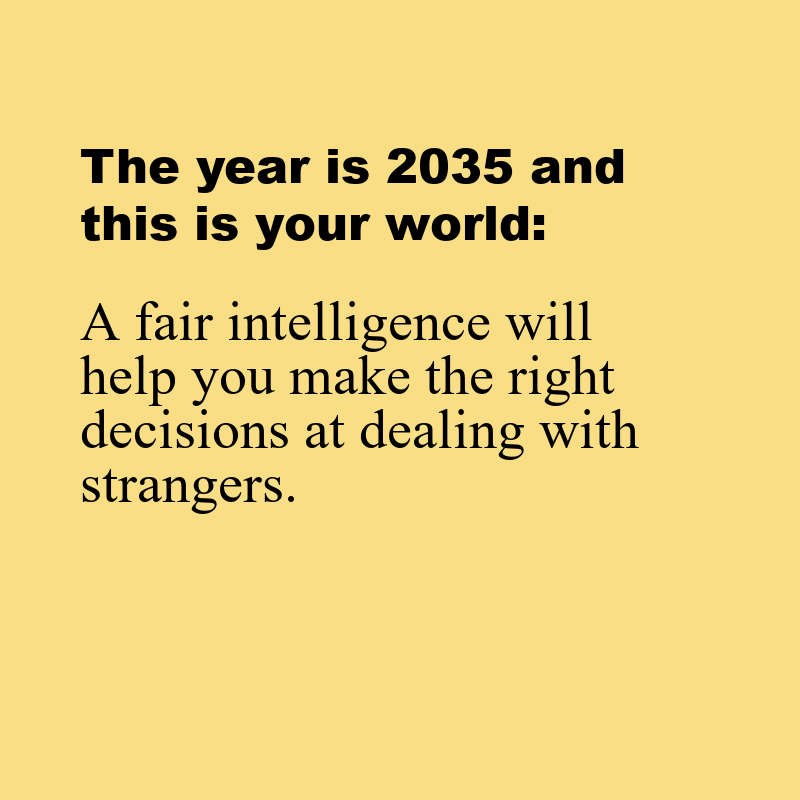 The year is 2035 and
this is your world:
A fair intelligence will
help you make the right
decisions at dealing with
strangers.